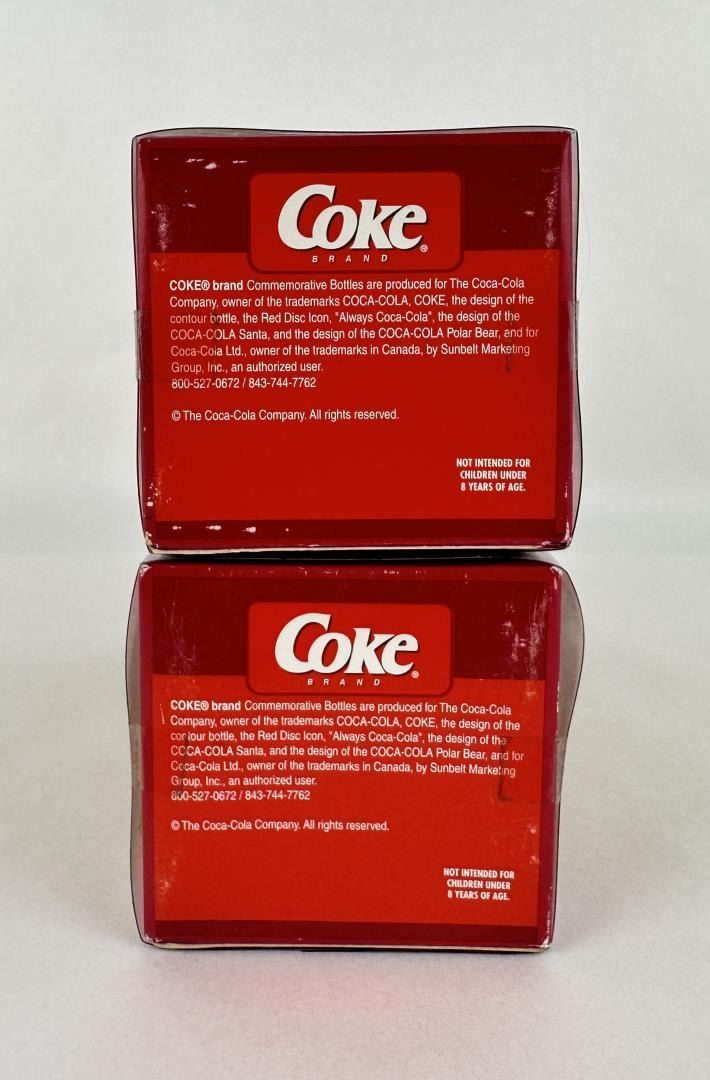 Coke®
BRAND
COKE® brand Commemorative Bottles are produced for The Coca-Cola
Company, owner of the trademarks COCA-COLA, COKE, the design of the
contour bottle, the Red Disc Icon, "Always Coca-Cola", the design of the
COCA-COLA Santa, and the design of the COCA-COLA Polar Bear, and for
Coca-Cola Ltd., owner of the trademarks in Canada, by Sunbelt Marketing
Group, Inc., an authorized user.
800-527-0672 / 843-744-7762
© The Coca-Cola Company. All rights reserved.
NOT INTENDED FOR
CHILDREN UNDER
8 YEARS OF AGE.
Coke®
BRAND
COKE® brand Commemorative Bottles are produced for The Coca-Cola
Company, owner of the trademarks COCA-COLA, COKE, the design of the
contour bottle, the Red Disc Icon, "Always Coca-Cola", the design of the
COCA-COLA Santa, and the design of the COCA-COLA Polar Bear, and for
Coca-Cola Ltd., owner of the trademarks in Canada, by Sunbelt Marketing
Group, Inc., an authorized user.
800-527-0672 / 843-744-7762
© The Coca-Cola Company. All rights reserved.
NOT INTENDED FOR
CHILDREN UNDER
8 YEARS OF AGE.